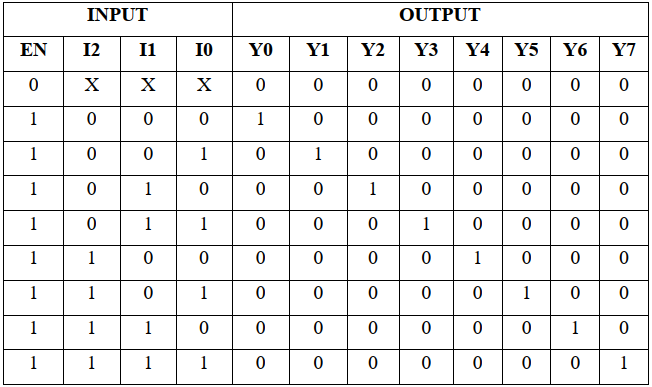 INPUT OUTPUT
EN I2 I1 I0 Y0 Y1 Y2 Y3 Y4 Y5 Y6 Y7
0 X X X 0 0 0 0 0 0 0 0
1 0 0 0 1 0 0 0 0 0 0 0
1 0 0 1 0 1 0 0 0 0 0 0
1 0 1 0 0 0 1 0 0 0 0 0
1 0 1 1 0 0 0 1 0 0 0 0
1 1 0 0 0 0 0 0 1 0 0 0
1 1 0 1 0 0 0 0 0 1 0 0
1 1 1 0 0 0 0 0 0 0 1 0
1 1 1 1 0 0 0 0 0 0 0 1